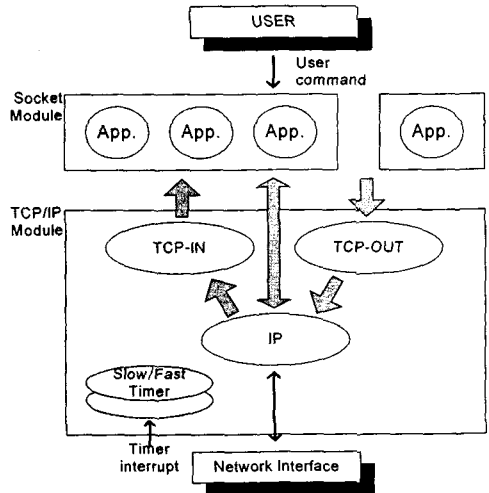 USER
User
command
Socket
Module
App.
App.
App.
App.
TCP/IP
Module
TCP-IN
TCP-OUT
IP
Slow/Fast
Timer
Timer
interrupt
Network Interface